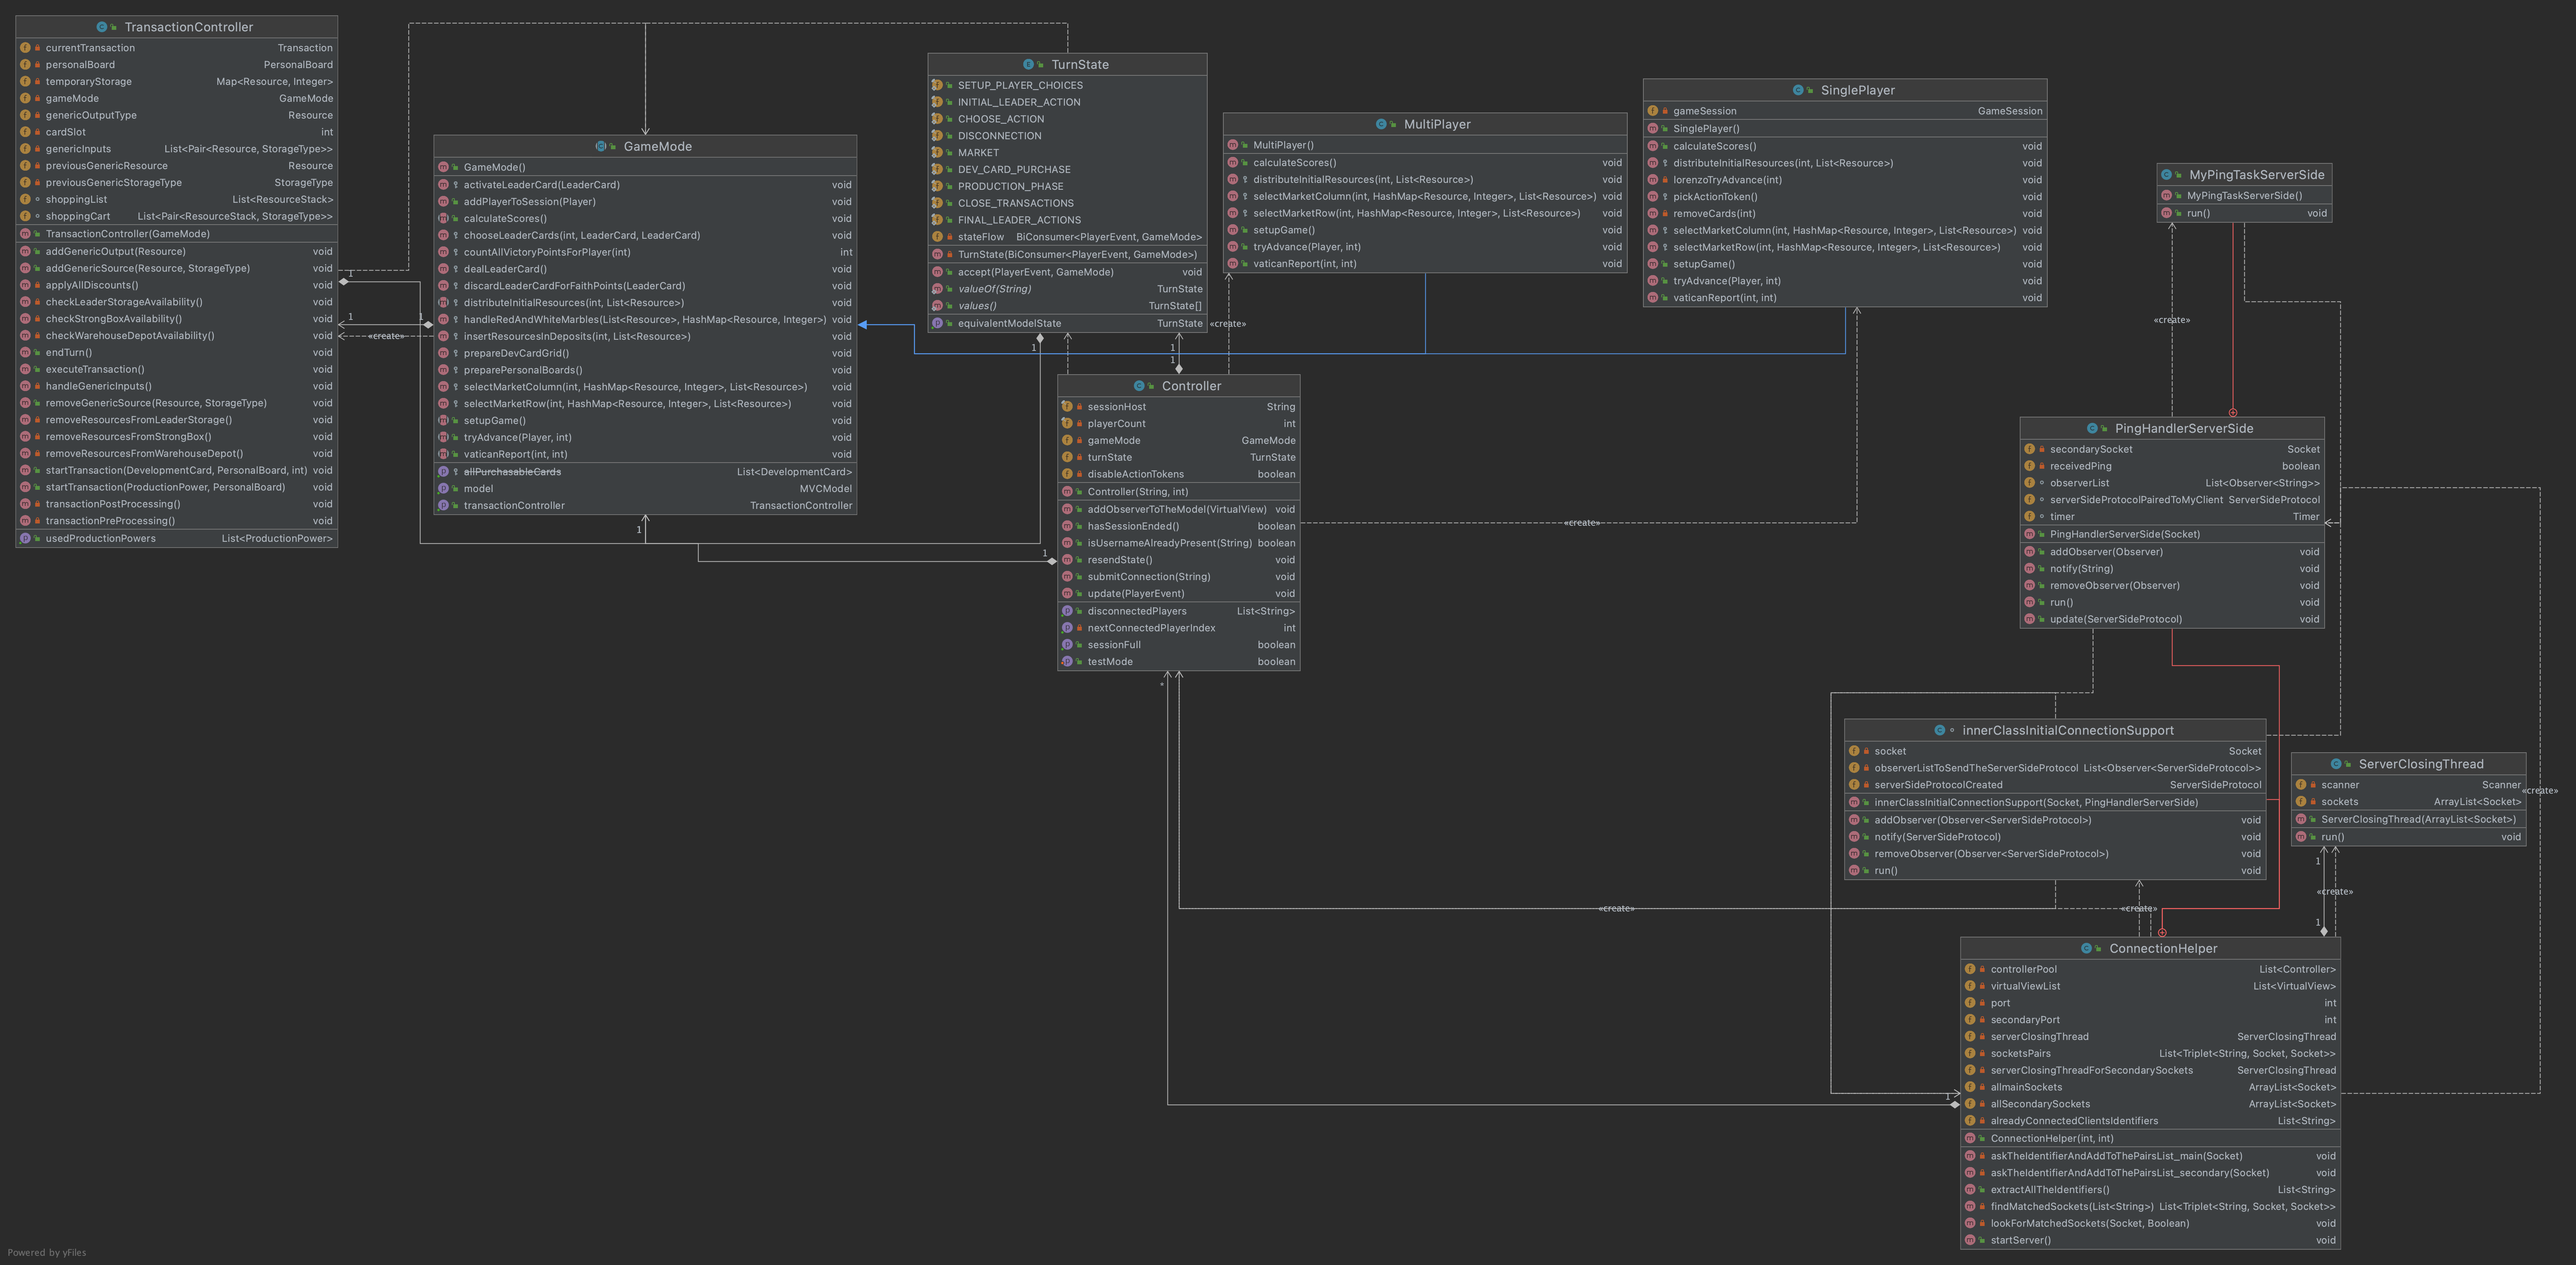 TransactionController
currentTransaction Transaction
personalBoard PersonalBoard
temporaryStorage Map<Resource, Integer>
gameMode GameMode
genericOutputType Resource
cardSlot int
genericInputs List<Pair<Resource, StorageType>>
previousGenericResource Resource
previousGenericStorageType StorageType
shoppingList List<ResourceStack>
shoppingCart List<Pair<ResourceStack, StorageType>>
TransactionController(GameMode)
addGenericOutput(Resource) void
addGenericSource(Resource, StorageType) void
applyAllDiscounts() void
checkLeaderStorageAvailability() void
checkStrongBoxAvailability() void
checkWarehouseDepotAvailability() void
endTurn() void
executeTransaction() void
handleGenericInputs() void
removeGenericSource(Resource, StorageType) void
removeResourcesFromLeaderStorage() void
removeResourcesFromStrongBox() void
removeResourcesFromWarehouseDepot() void
startTransaction(DevelopmentCard, PersonalBoard, int) void
startTransaction(ProductionPower, PersonalBoard) void
transactionPostProcessing() void
transactionPreProcessing() void
usedProductionPowers List<ProductionPower>
1
1
1
«create»
GameMode
GameMode()
activateLeaderCard(LeaderCard) void
addPlayerToSession(Player) void
calculateScores() void
chooseLeaderCards(int, LeaderCard, LeaderCard) void
countAllVictoryPointsForPlayer(int) int
dealLeaderCard() void
discardLeaderCardForFaithPoints(LeaderCard) void
distributeInitialResources(int, List<Resource>) void
handleRedAndWhiteMarbles(List<Resource>, HashMap<Resource, Integer>) void
insertResourcesInDeposits(int, List<Resource>) void
prepareDevCardGrid() void
preparePersonalBoards() void
selectMarketColumn(int, HashMap<Resource, Integer>, List<Resource>) void
selectMarketRow(int, HashMap<Resource, Integer>, List<Resource>) void
setupGame() void
tryAdvance(Player, int) void
vaticanReport(int, int) void
allPurchasableCards List<DevelopmentCard>
model MVCModel
transactionController TransactionController
1
TurnState
SETUP_PLAYER_CHOICES
INITIAL_LEADER_ACTION
CHOOSE_ACTION
DISCONNECTION
MARKET
DEV_CARD_PURCHASE
PRODUCTION_PHASE
CLOSE_TRANSACTIONS
FINAL_LEADER_ACTIONS
stateFlow BiConsumer<PlayerEvent, GameMode>
TurnState(BiConsumer<PlayerEvent, GameMode>)
accept(PlayerEvent, GameMode) void
valueOf(String) TurnState
values() TurnState[]
equivalentModelState TurnState
1
1
1
«create»
MultiPlayer
MultiPlayer()
calculateScores() void
distributeInitialResources(int, List<Resource>) void
selectMarketColumn(int, HashMap<Resource, Integer>, List<Resource>) void
selectMarketRow(int, HashMap<Resource, Integer>, List<Resource>) void
setupGame() void
tryAdvance(Player, int) void
vaticanReport(int, int) void
SinglePlayer
gameSession GameSession
SinglePlayer()
calculateScores() void
distributeInitialResources(int, List<Resource>) void
lorenzoTryAdvance(int) void
pickActionToken() void
removeCards(int) void
selectMarketColumn(int, HashMap<Resource, Integer>, List<Resource>) void
selectMarketRow(int, HashMap<Resource, Integer>, List<Resource>) void
setupGame() void
tryAdvance(Player, int) void
vaticanReport(int, int) void
Controller
sessionHost String
playerCount int
gameMode GameMode
turnState TurnState
disableActionTokens boolean
Controller(String, int)
addObserverToTheModel(VirtualView) void
hasSessionEnded() boolean
isUsernameAlreadyPresent(String) boolean
resendState() void
submitConnection(String) void
update(PlayerEvent) void
disconnectedPlayers List<String>
nextConnectedPlayerIndex int
sessionFull boolean
testMode boolean
1
*
«create»
MyPingTaskServerSide
MyPingTaskServerSide()
run() void
«create»
PingHandlerServerSide
secondarySocket Socket
receivedPing boolean
observerList List<Observer<String>>
serverSideProtocolPairedToMyClient ServerSideProtocol
timer Timer
PingHandlerServerSide(Socket)
addObserver(Observer) void
notify(String) void
removeObserver(Observer) void
run() void
update(ServerSideProtocol) void
innerClassInitialConnectionSupport
socket Socket
observerListToSendTheServerSideProtocol List<Observer<ServerSideProtocol>>
serverSideProtocolCreated ServerSideProtocol
innerClassInitialConnectionSupport(Socket, PingHandlerServerSide)
addObserver(Observer<ServerSideProtocol>) void
notify(ServerSideProtocol) void
removeObserver(Observer<ServerSideProtocol>) void
run() void
ServerClosingThread
scanner Scanner
sockets ArrayList<Socket>
ServerClosingThread(ArrayList<Socket>)
run() void
«create»
1
«create»
1
«create»
«create»
ConnectionHelper
controllerPool List<Controller>
virtualViewList List<VirtualView>
port int
secondaryPort int
serverClosingThread ServerClosingThread
socketsPairs List<Triplet<String, Socket, Socket>>
serverClosingThreadForSecondarySockets ServerClosingThread
allmainSockets ArrayList<Socket>
allSecondarySockets ArrayList<Socket>
alreadyConnectedClientsIdentifiers List<String>
ConnectionHelper(int, int)
askTheIdentifierAndAddToThePairsList_main(Socket) void
askTheIdentifierAndAddToThePairsList_secondary(Socket) void
extractAllTheIdentifiers() List<String>
findMatchedSockets(List<String>) List<Triplet<String, Socket, Socket>>
lookForMatchedSockets(Socket, Boolean) void
startServer() void
1
Powered by yFiles